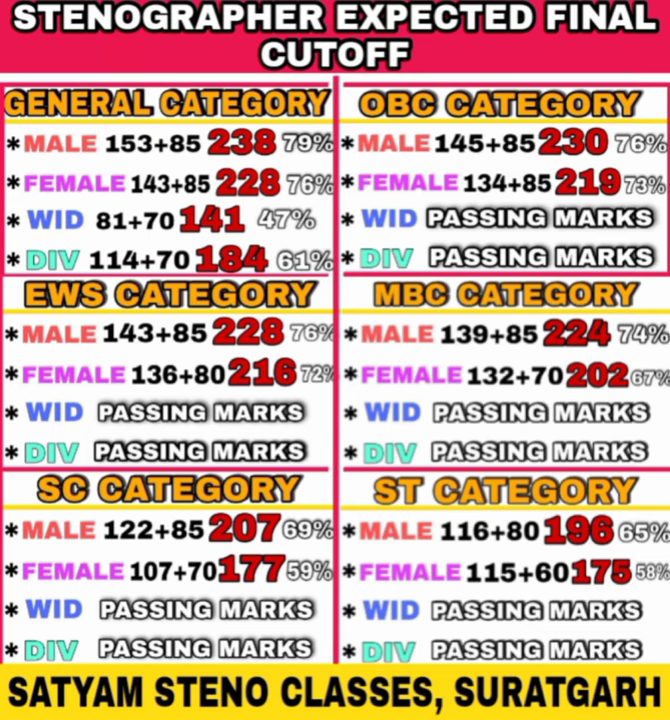 STENOGRAPHER EXPECTED FINAL
CUTOFF
GENERAL CATEGORY
*MALE 153+85 238 79%
*FEMALE 143+85 228 76%
* WID 81+70 141 47%
* DIV 114+70 184 61%
OBC CATEGORY
*MALE 145+85 230 76%
*FEMALE 134+85 219 73%
* WID PASSING MARKS
* DIV PASSING MARKS
EWS CATEGORY
*MALE 143+85 228 76%
*FEMALE 136+80 216 72%
* WID PASSING MARKS
* DIV PASSING MARKS
MBC CATEGORY
*MALE 139+85 224 74%
*FEMALE 132+70 202 67%
* WID PASSING MARKS
* DIV PASSING MARKS
SC CATEGORY
*MALE 122+85 207 69%
*FEMALE 107+70 177 59%
* WID PASSING MARKS
* DIV PASSING MARKS
ST CATEGORY
*MALE 116+80 196 65%
*FEMALE 115+60 175 58%
* WID PASSING MARKS
* DIV PASSING MARKS
SATYAM STENO CLASSES, SURATGARH